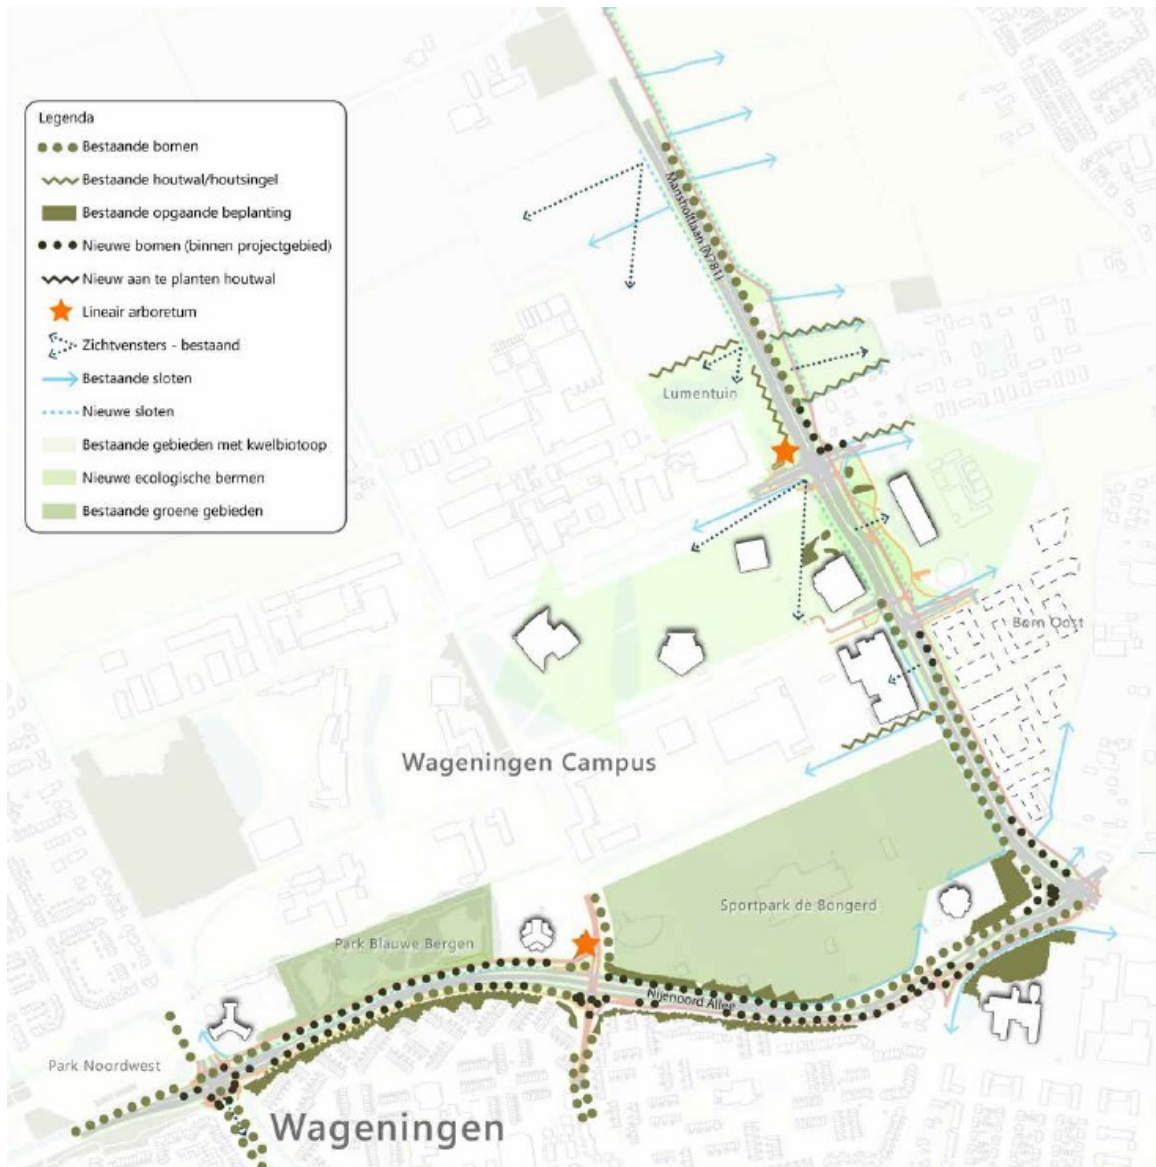 Legenda
Bestaande bomen
Bestaande houtwal/houtsingel
Bestaande opgaande beplanting
Nieuwe bomen (binnen projectgebied)
Nieuw aan te planten houtwal
Lineair arboretum
Zichtvensters - bestaand
Bestaande sloten
Nieuwe sloten
Bestaande gebieden met kwelbiotoop
Nieuwe ecologische bermen
Bestaande groene gebieden
Mansholtlaan (N781)
Lumentuin
Born Oost
Wageningen Campus
Sportpark de Bongerd
Park Blauwe Bergen
Nijenoord Allee
Park Noordwest
Wageningen